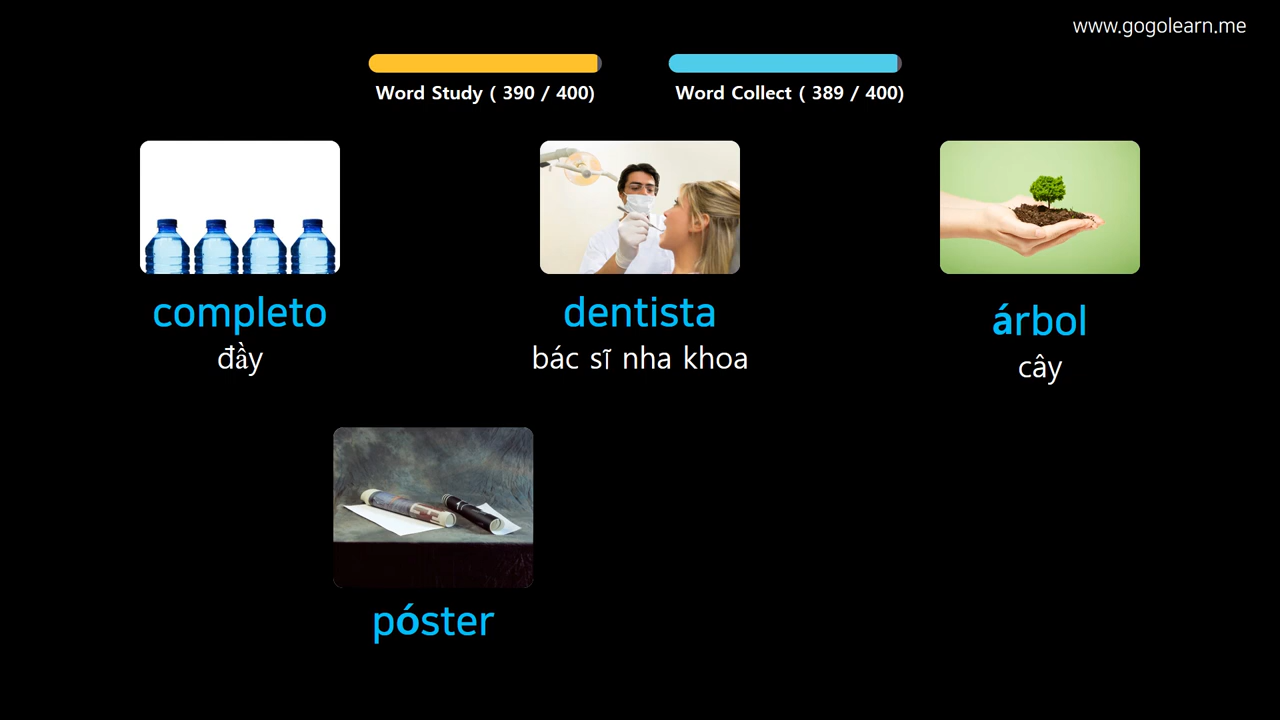 www.gogolearn.me
Word Study ( 390 / 400)
Word Collect ( 389 / 400)
completo
đầy
dentista
bác sĩ nha khoa
árbol
cây
póster